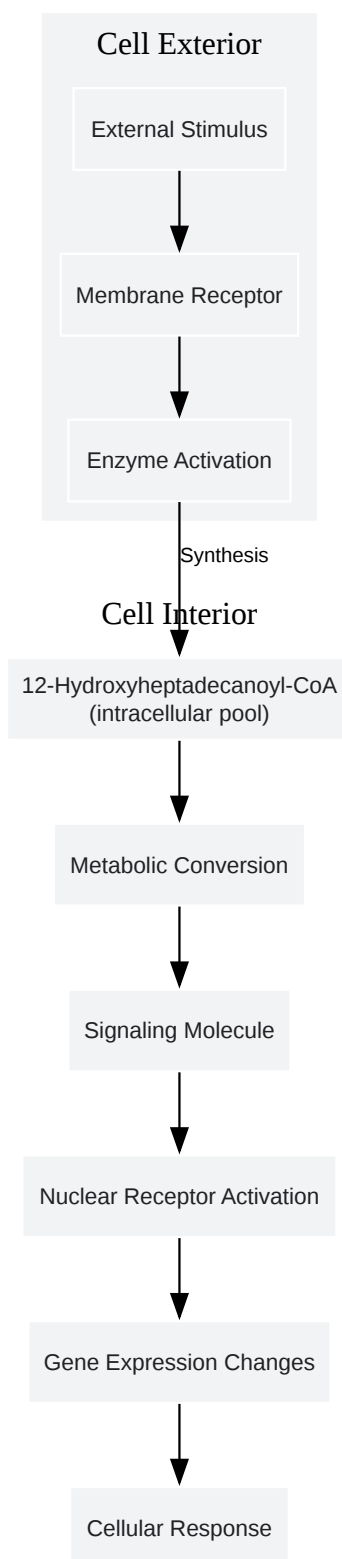 Cell Exterior
External Stimulus
Membrane Receptor
Enzyme Activation
Synthesis
Cell Interior
12-Hydroxyheptadecanoyl-CoA
(intracellular pool)
Metabolic Conversion
Signaling Molecule
Nuclear Receptor Activation
Gene Expression Changes
Cellular Response